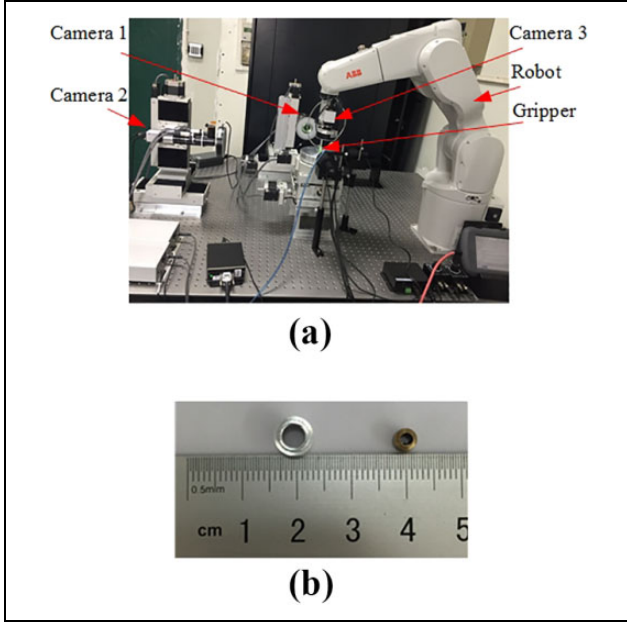 Camera 1
Camera 3
Camera 2
Robot
Gripper
ABB
(a)
0.5mm
cm 1 2 3 4 5
(b)